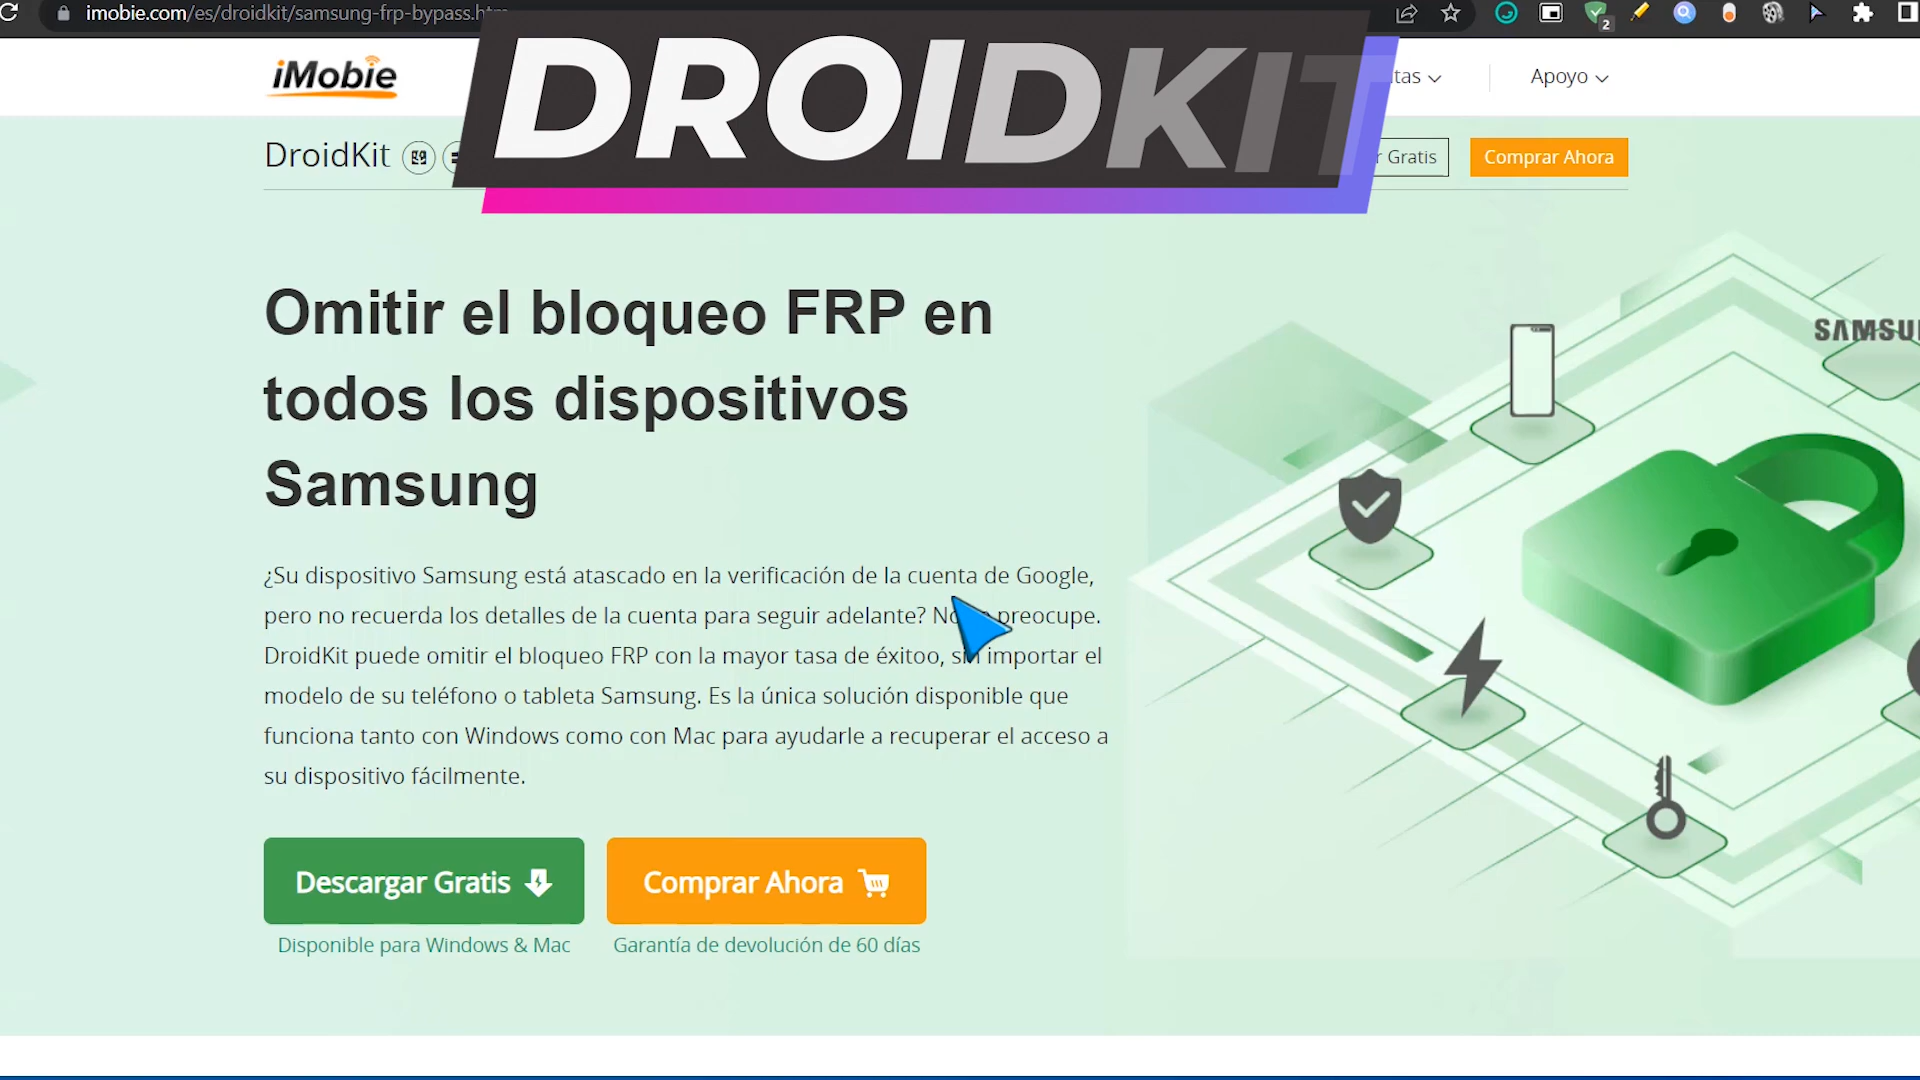 imobie.com/es/droidkit/samsung-frp-bypass.htm
2
iMobie
DROIDKIT
Apoyo
DroidKit
Gratis
Comprar Ahora
Omitir el bloqueo FRP en
todos los dispositivos
Samsung
¿Su dispositivo Samsung está atascado en la verificación de la cuenta de Google,
pero no recuerda los detalles de la cuenta para seguir adelante? No preocupe.
DroidKit puede omitir el bloqueo FRP con la mayor tasa de éxitoo, sin importar el
modelo de su teléfono o tableta Samsung. Es la única solución disponible que
funciona tanto con Windows como con Mac para ayudarle a recuperar el acceso a
su dispositivo fácilmente.
SAMSU
Descargar Gratis
Comprar Ahora
Disponible para Windows & Mac
Garantía de devolución de 60 días